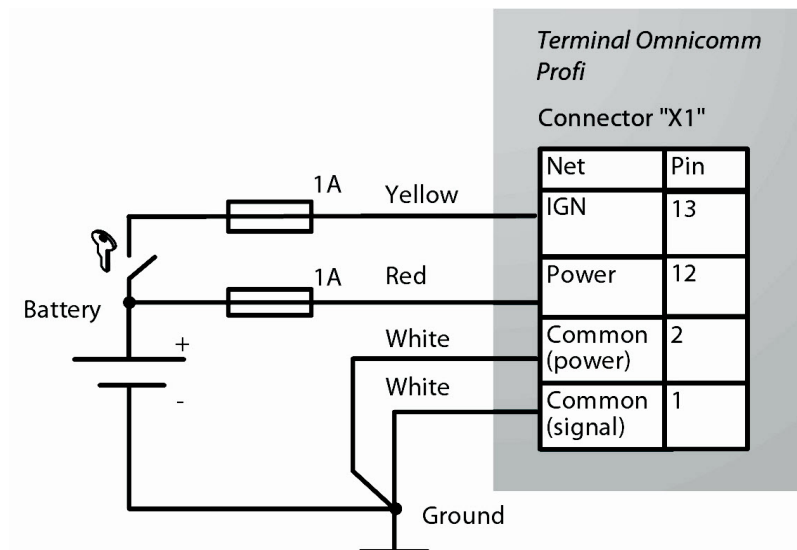 Terminal Omnicomm
Profi
Connector "X1"
Net Pin
1A Yellow IGN 13
1A Red Power 12
Battery
+
-
White Common 2
(power)
White Common 1
(signal)
Ground